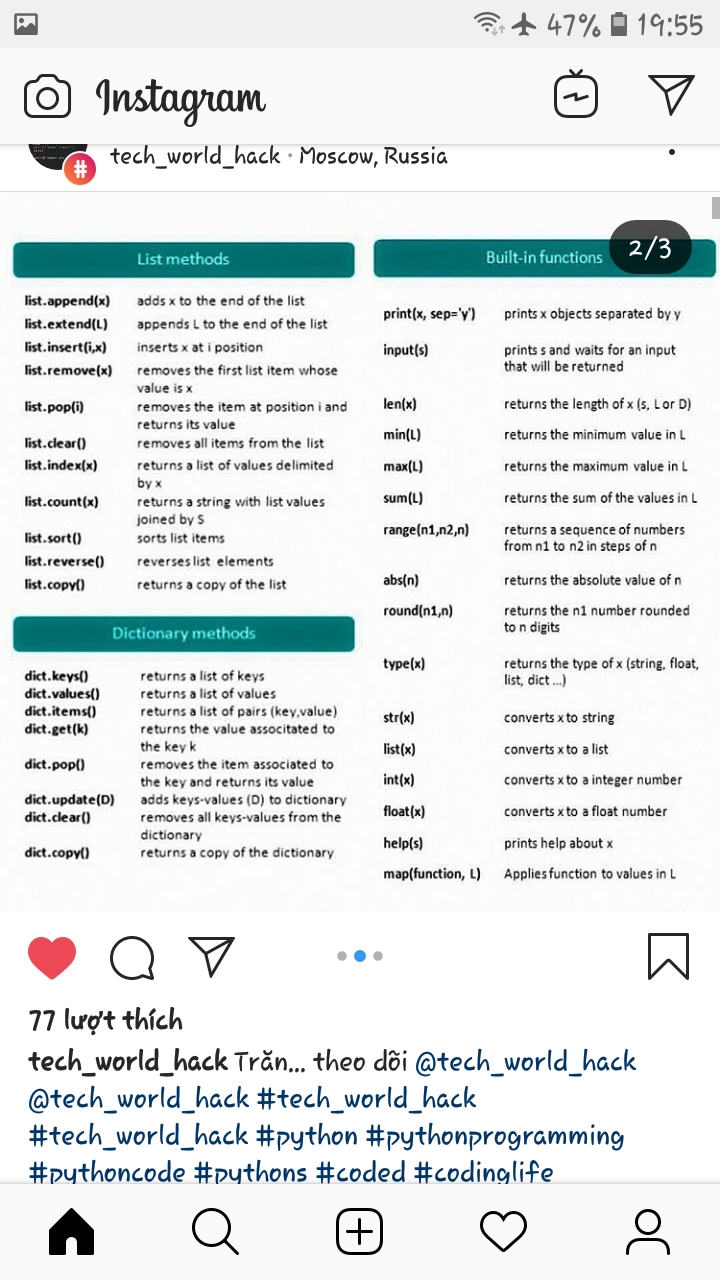 47% 19:55
Instagram
tech_world_hack · Moscow, Russia
#
2/3
List methods
list.append(x) adds x to the end of the list
list.extend(L) appends L to the end of the list
list.insert(i,x) inserts x at i position
list.remove(x) removes the first list item whose
value is x
list.pop(i) removes the item at position i and
returns its value
list.clear() removes all items from the list
list.index(x) returns a list of values delimited
by x
list.count(x) returns a string with list values
joined by S
list.sort() sorts list items
list.reverse() reverses list elements
list.copy() returns a copy of the list
Dictionary methods
dict.keys() returns a list of keys
dict.values() returns a list of values
dict.items() returns a list of pairs (key,value)
dict.get(k) returns the value associtated to
the key k
dict.pop() removes the item associated to
the key and returns its value
dict.update(D) adds keys-values (D) to dictionary
dict.clear() removes all keys-values from the
dictionary
dict.copy() returns a copy of the dictionary
Built-in functions
print(x, sep='y') prints x objects separated by y
input(s) prints s and waits for an input
that will be returned
len(x) returns the length of x (s, L or D)
min(L) returns the minimum value in L
max(L) returns the maximum value in L
sum(L) returns the sum of the values in L
range(n1,n2,n) returns a sequence of numbers
from n1 to n2 in steps of n
abs(n) returns the absolute value of n
round(n1,n) returns the n1 number rounded
to n digits
type(x) returns the type of x (string, float,
list, dict ...)
str(x) converts x to string
list(x) converts x to a list
int(x) converts x to a integer number
float(x) converts x to a float number
help(s) prints help about x
map(function, L) Applies function to values in L
77 lượt thích
tech_world_hack Trăn... theo dõi @tech_world_hack
@tech_world_hack #tech_world_hack
#tech_world_hack #python #pythonprogramming
#pythoncode #pythons #coded #codinglife